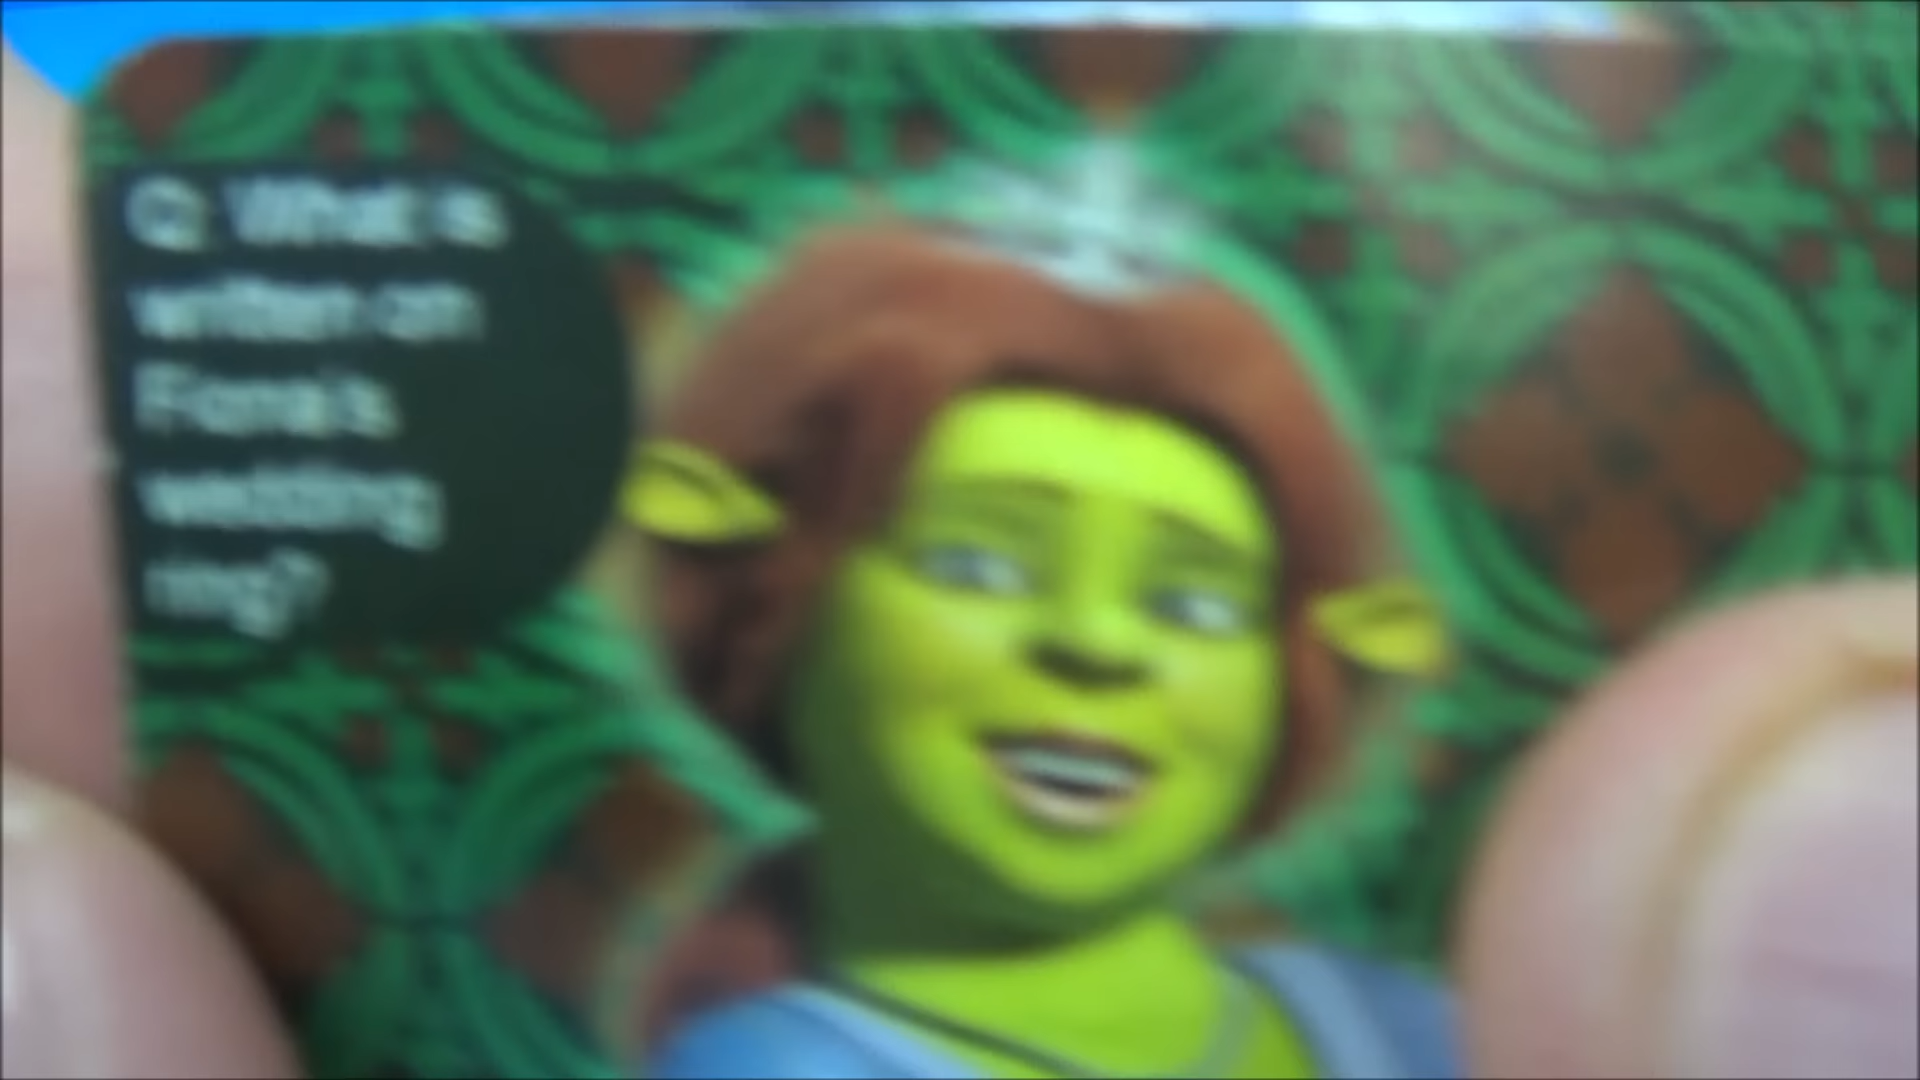 Q: What is
written on
Fiona's
wedding
ring?